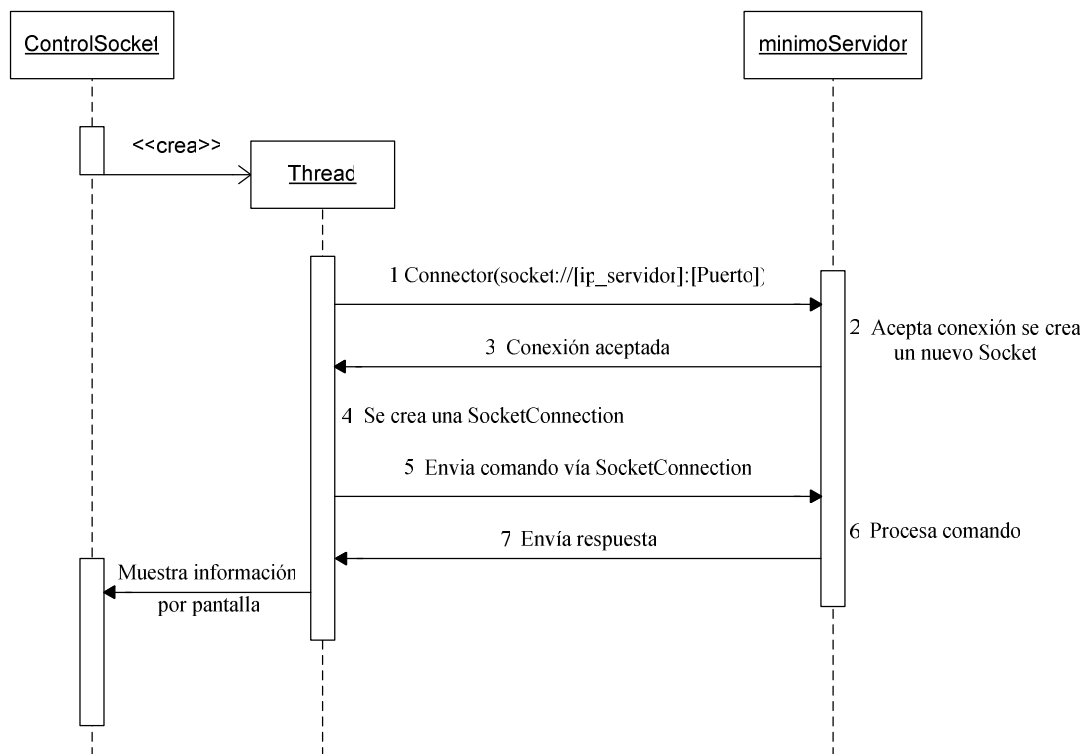 ControlSocket
minimoServidor
<<crea>>
Thread
1 Connector(socket://[ip_servidor]:[Puerto])
2 Acepta conexión se crea
un nuevo Socket
3 Conexión aceptada
4 Se crea una SocketConnection
5 Envia comando vía SocketConnection
6 Procesa comando
7 Envía respuesta
Muestra información
por pantalla